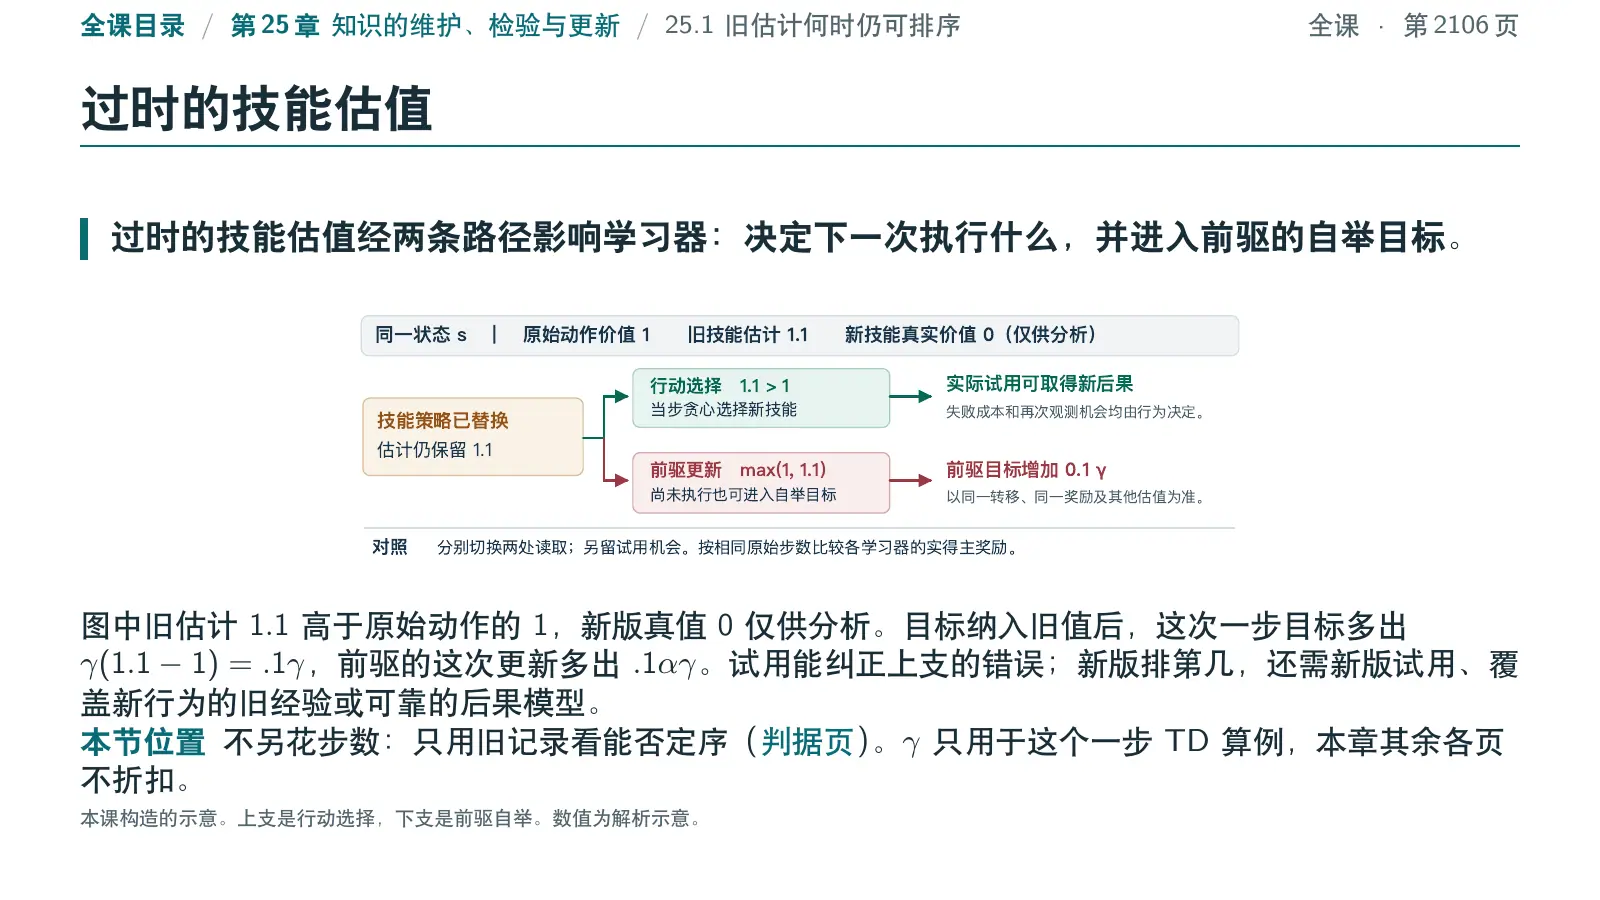 全课目录 / 第 25 章 知识的维护、检验与更新 / 25.1 旧估计何时仍可排序
全课 · 第 2106 页
过时的技能估值
过时的技能估值经两条路径影响学习器：决定下一次执行什么，并进入前驱的自举目标。
同一状态 s | 原始动作价值 1 旧技能估计 1.1 新技能真实价值 0（仅供分析）
技能策略已替换
估计仍保留 1.1
行动选择 1.1 > 1
当步贪心选择新技能
实际试用可取得新后果
失败成本和再次观测机会均由行为决定。
前驱更新 max(1, 1.1)
尚未执行也可进入自举目标
前驱目标增加 0.1 γ
以同一转移、同一奖励及其他估值为准。
对照 分别切换两处读取；另留试用机会。按相同原始步数比较各学习器的实得主奖励。
图中旧估计 1.1 高于原始动作的 1，新版真值 0 仅供分析。目标纳入旧值后，这次一步目标多出
γ(1.1 − 1) = .1γ，前驱的这次更新多出 .1αγ。试用能纠正上支的错误；新版排第几，还需新版试用、覆
盖新行为的旧经验或可靠的后果模型。
本节位置 不另花步数：只用旧记录看能否定序（判据页）。γ 只用于这个一步 TD 算例，本章其余各页
不折扣。
本课构造的示意。上支是行动选择，下支是前驱自举。数值为解析示意。